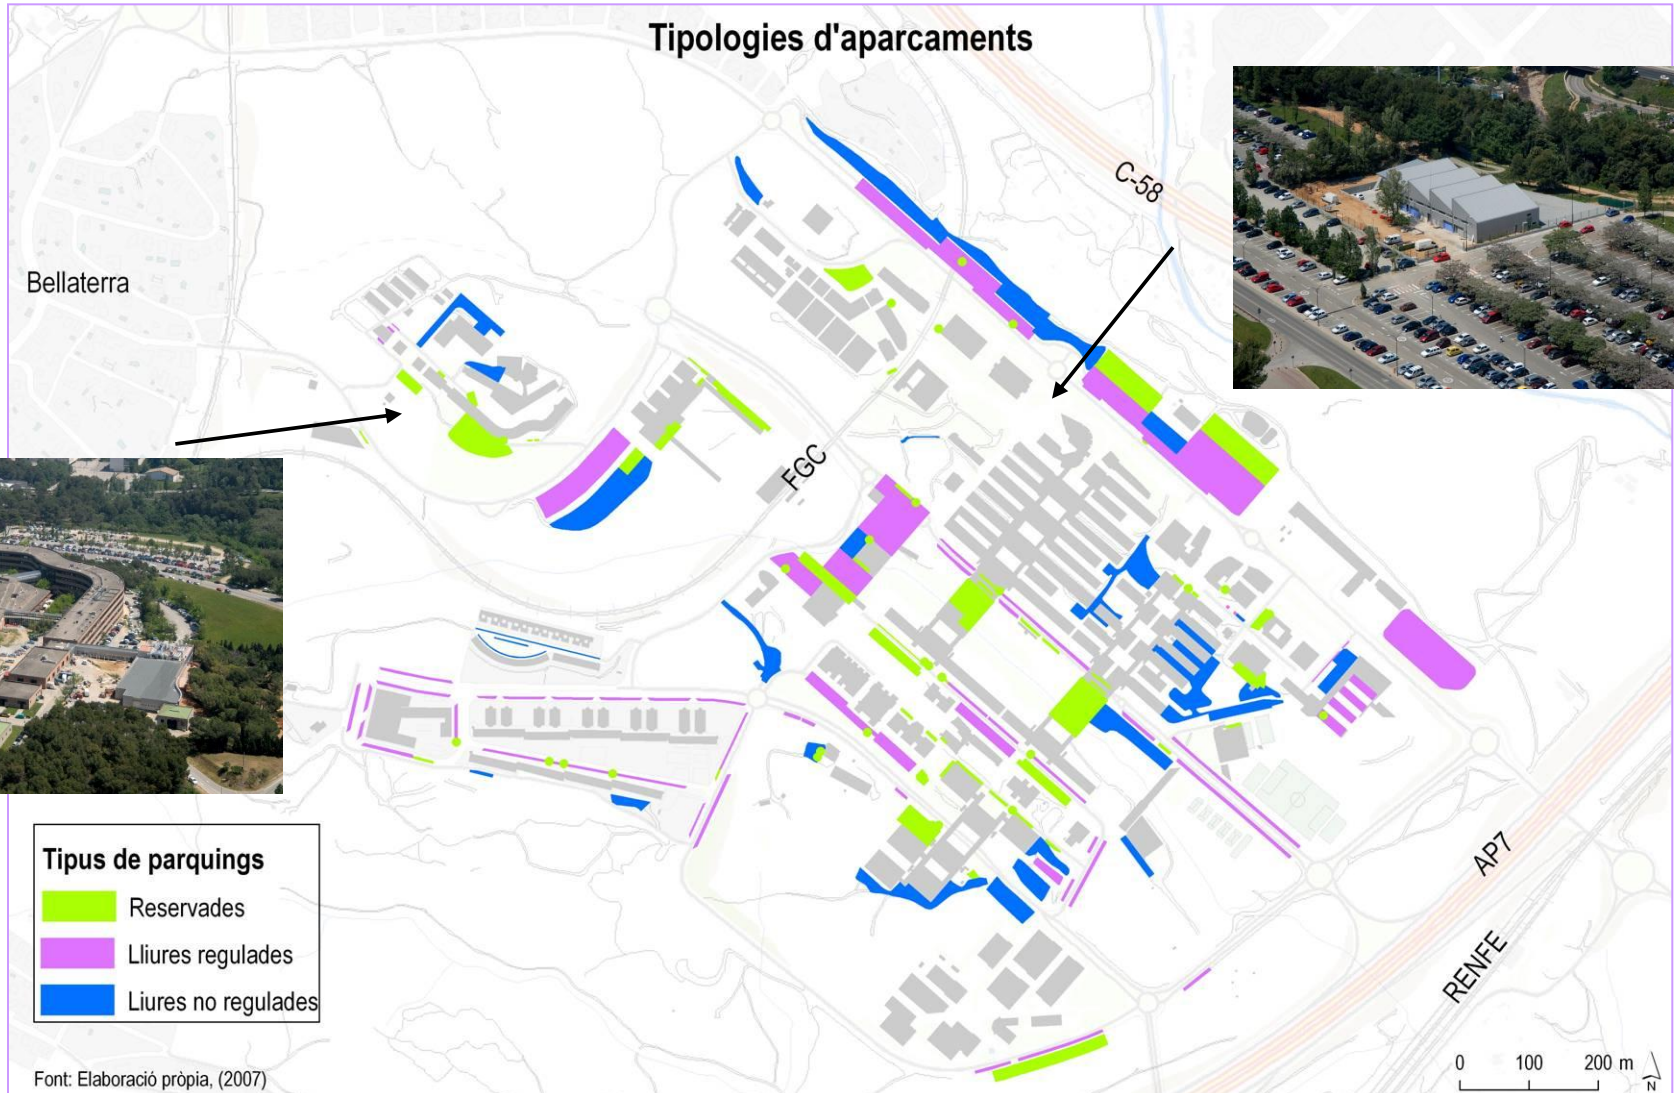 Tipologies d'aparcaments
C-58
Bellaterra
FGC
AP7
RENFE
Tipus de parquings
Reservades
Lliures regulades
Lliures no regulades
Font: Elaboració pròpia, (2007)
0 100 200 m
N